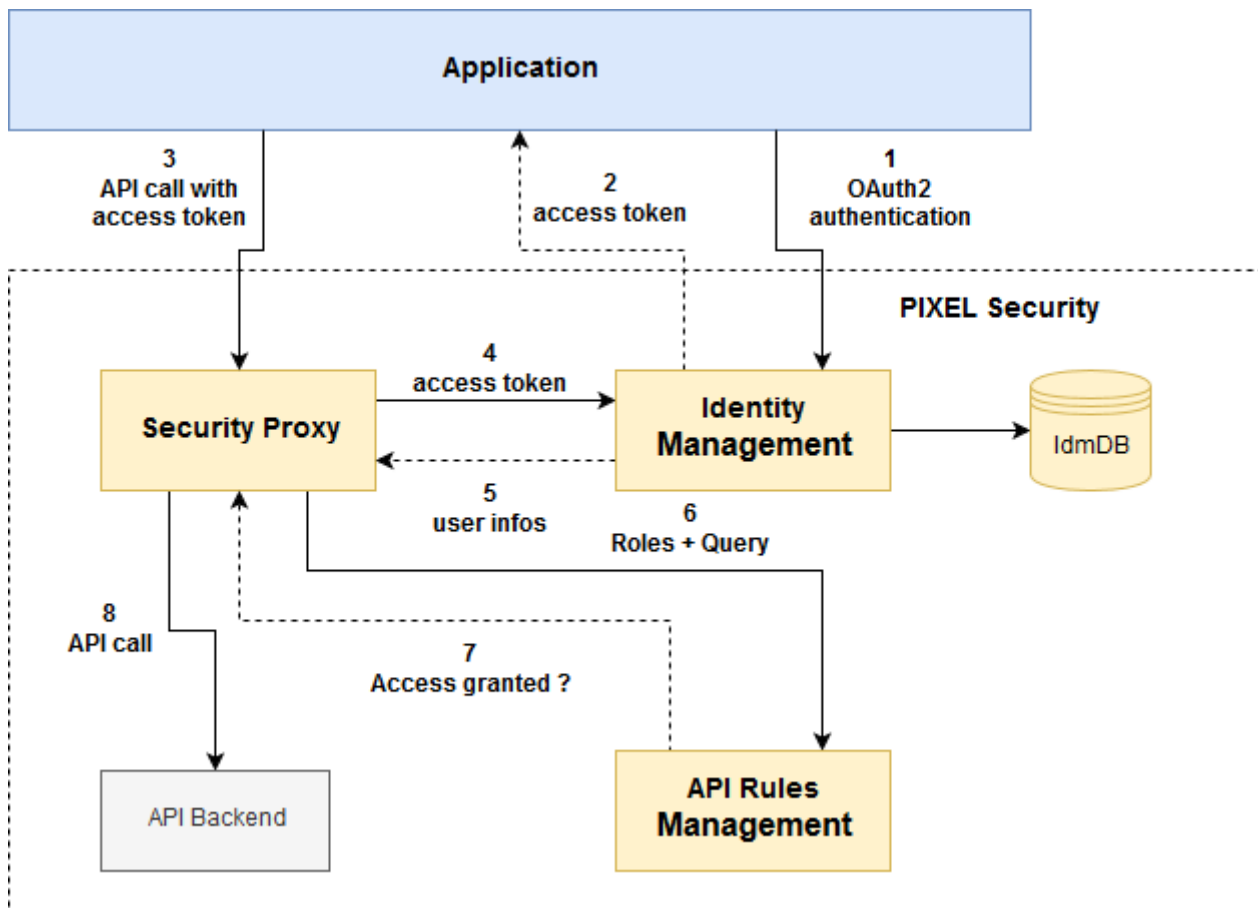 Application
3
API call with
access token
2
access token
1
OAuth2
authentication
PIXEL Security
4
access token
Security Proxy
Identity
Management
IdmDB
5
user infos
6
Roles + Query
8
API call
7
Access granted ?
API Backend
API Rules
Management